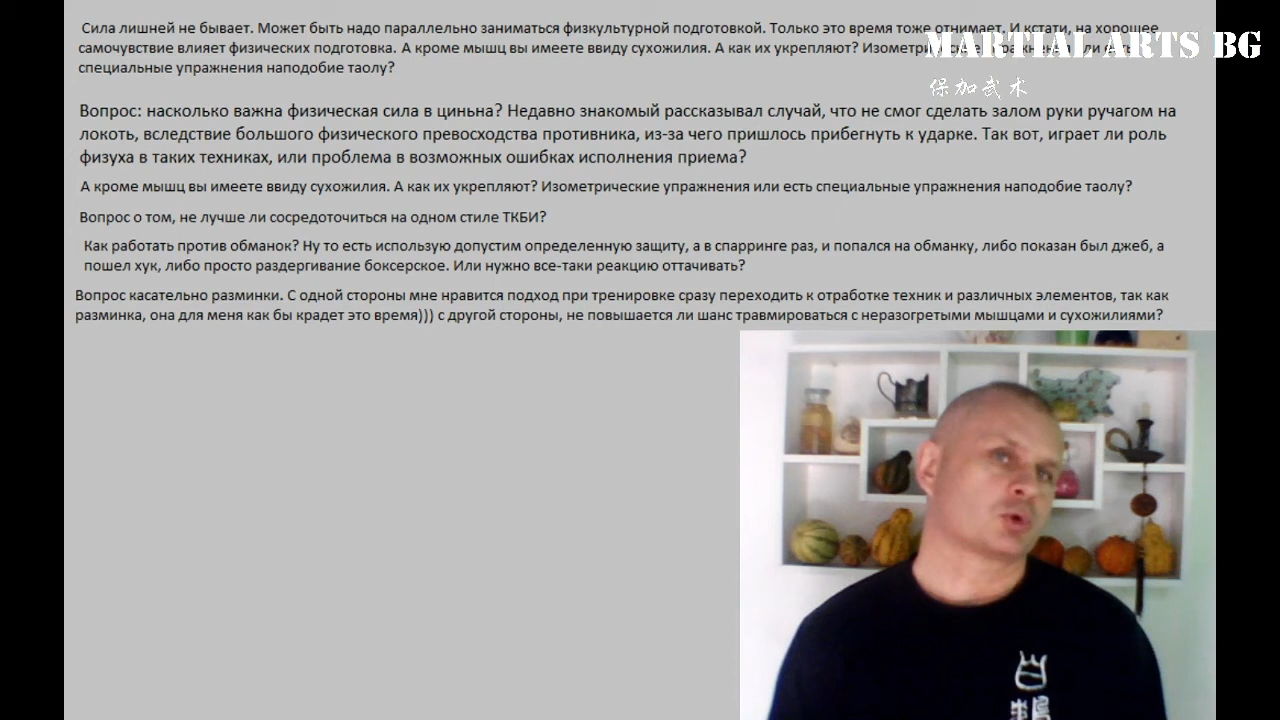 Сила лишней не бывает. Может быть надо параллельно заниматься физкультурной подготовкой. Только это время тоже отнимает. И кстати, на хорошее
MARTIAL ARTS BG
самочувствие влияет физических подготовка. А кроме мышц вы имеете ввиду сухожилия. А как их укрепляют?
специальные упражнения наподобие таолу?
保加武术
Вопрос: насколько важна физическая сила в циньна? Недавно знакомый рассказывал случай, что не смог сделать залом руки ручагом на
локоть, вследствие большого физического превосходства противника, из-за чего пришлось прибегнуть к ударке. Так вот, играет ли роль
физуха в таких техниках, или проблема в возможных ошибках исполнения приема?
А кроме мышц вы имеете ввиду сухожилия. А как их укрепляют? Изометрические упражнения или есть специальные упражнения наподобие таолу?
Вопрос о том, не лучше ли сосредоточиться на одном стиле ТКБИ?
Как работать против обманок? Ну то есть использую допустим определенную защиту, а в спарринге раз, и попался на обманку, либо показан был джеб, а
пошел хук, либо просто раздергивание боксерское. Или нужно все-таки реакцию оттачивать?
Вопрос касательно разминки. С одной стороны мне нравится подход при тренировке сразу переходить к отработке техник и различных элементов, так как
разминка, она для меня как бы крадет это время))) с другой стороны, не повышается ли шанс травмироваться с неразогретыми мышцами и сухожилиями?